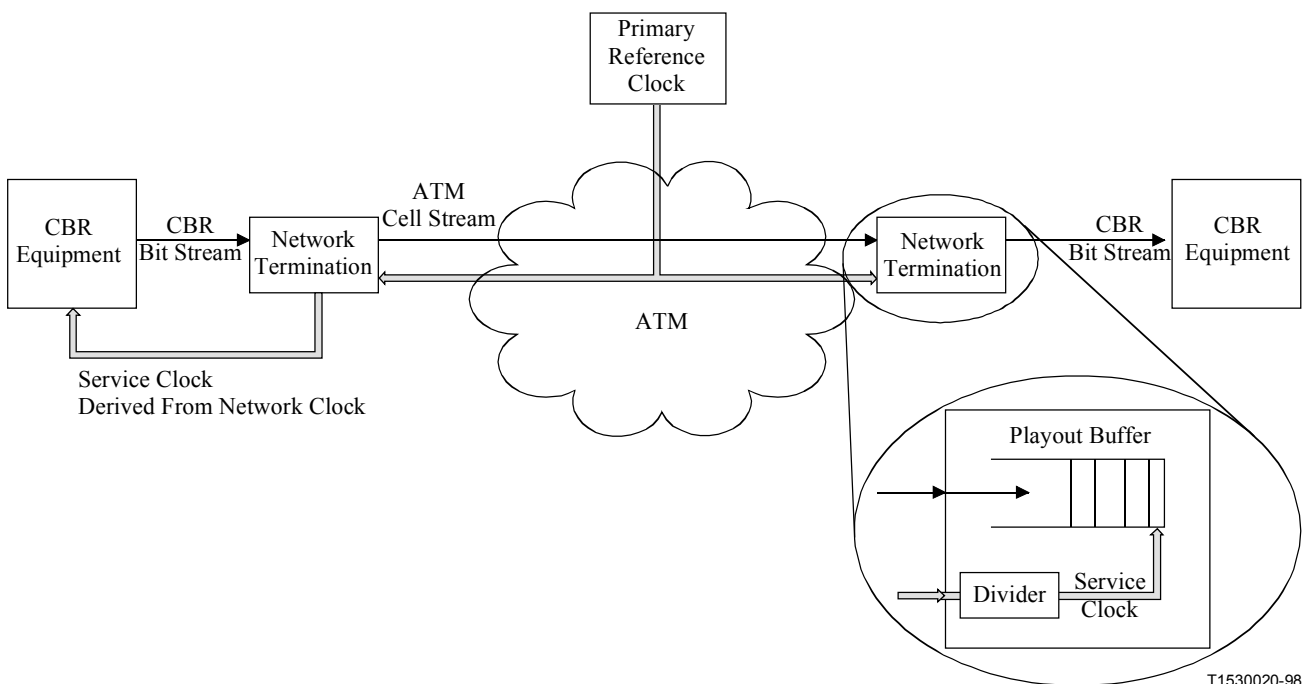 Primary
Reference
Clock
CBR
Equipment
CBR
Bit Stream
Network
Termination
ATM
Cell Stream
ATM
Network
Termination
CBR
Bit Stream
CBR
Equipment
Service Clock
Derived From Network Clock
Playout Buffer
Divider
Service
Clock
T1530020-98